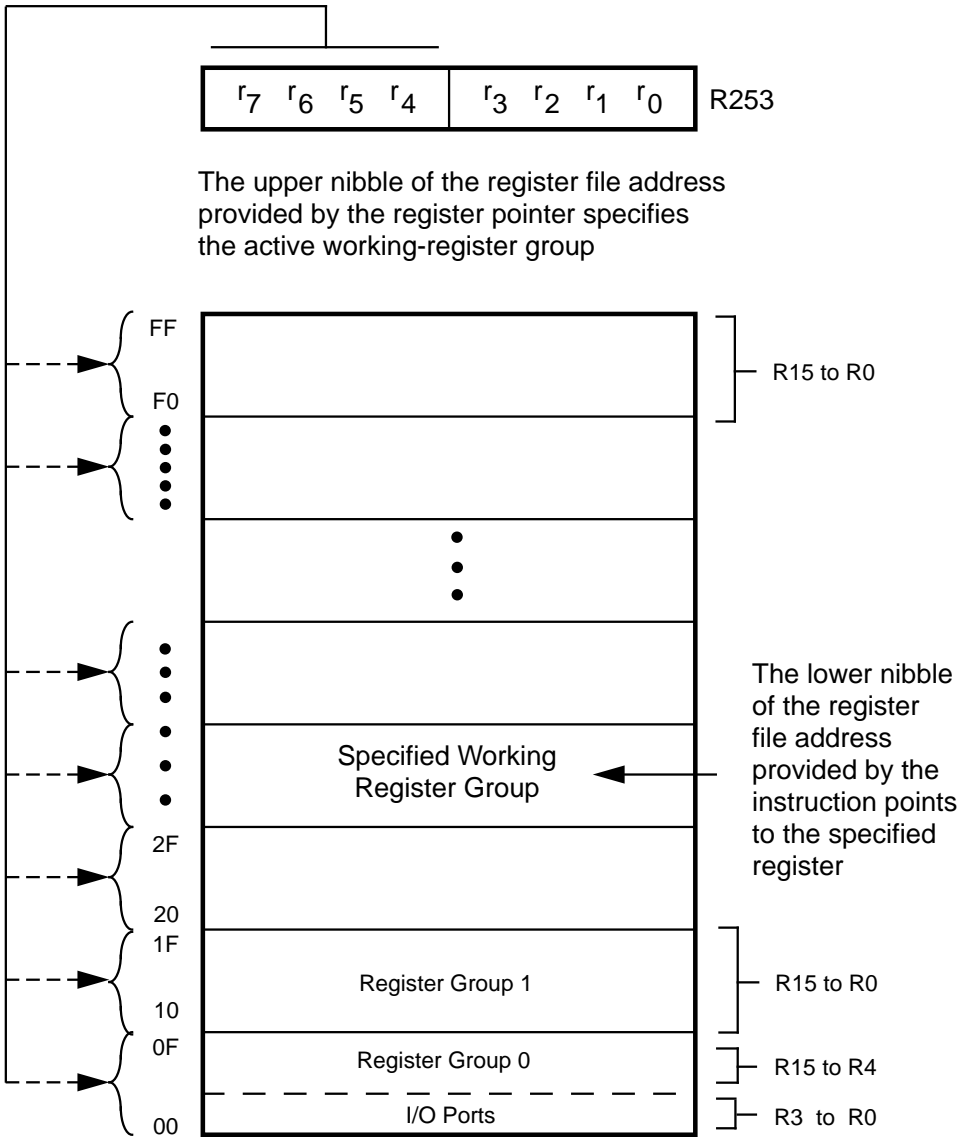 r7 r6 r5 r4 r3 r2 r1 r0 R253
The upper nibble of the register file address
provided by the register pointer specifies
the active working-register group
FF
R15 to R0
F0
The lower nibble
of the register
file address
provided by the
instruction points
to the specified
register
Specified Working
Register Group
2F
20
1F
Register Group 1
R15 to R0
10
0F
Register Group 0
R15 to R4
I/O Ports
R3 to R0
00